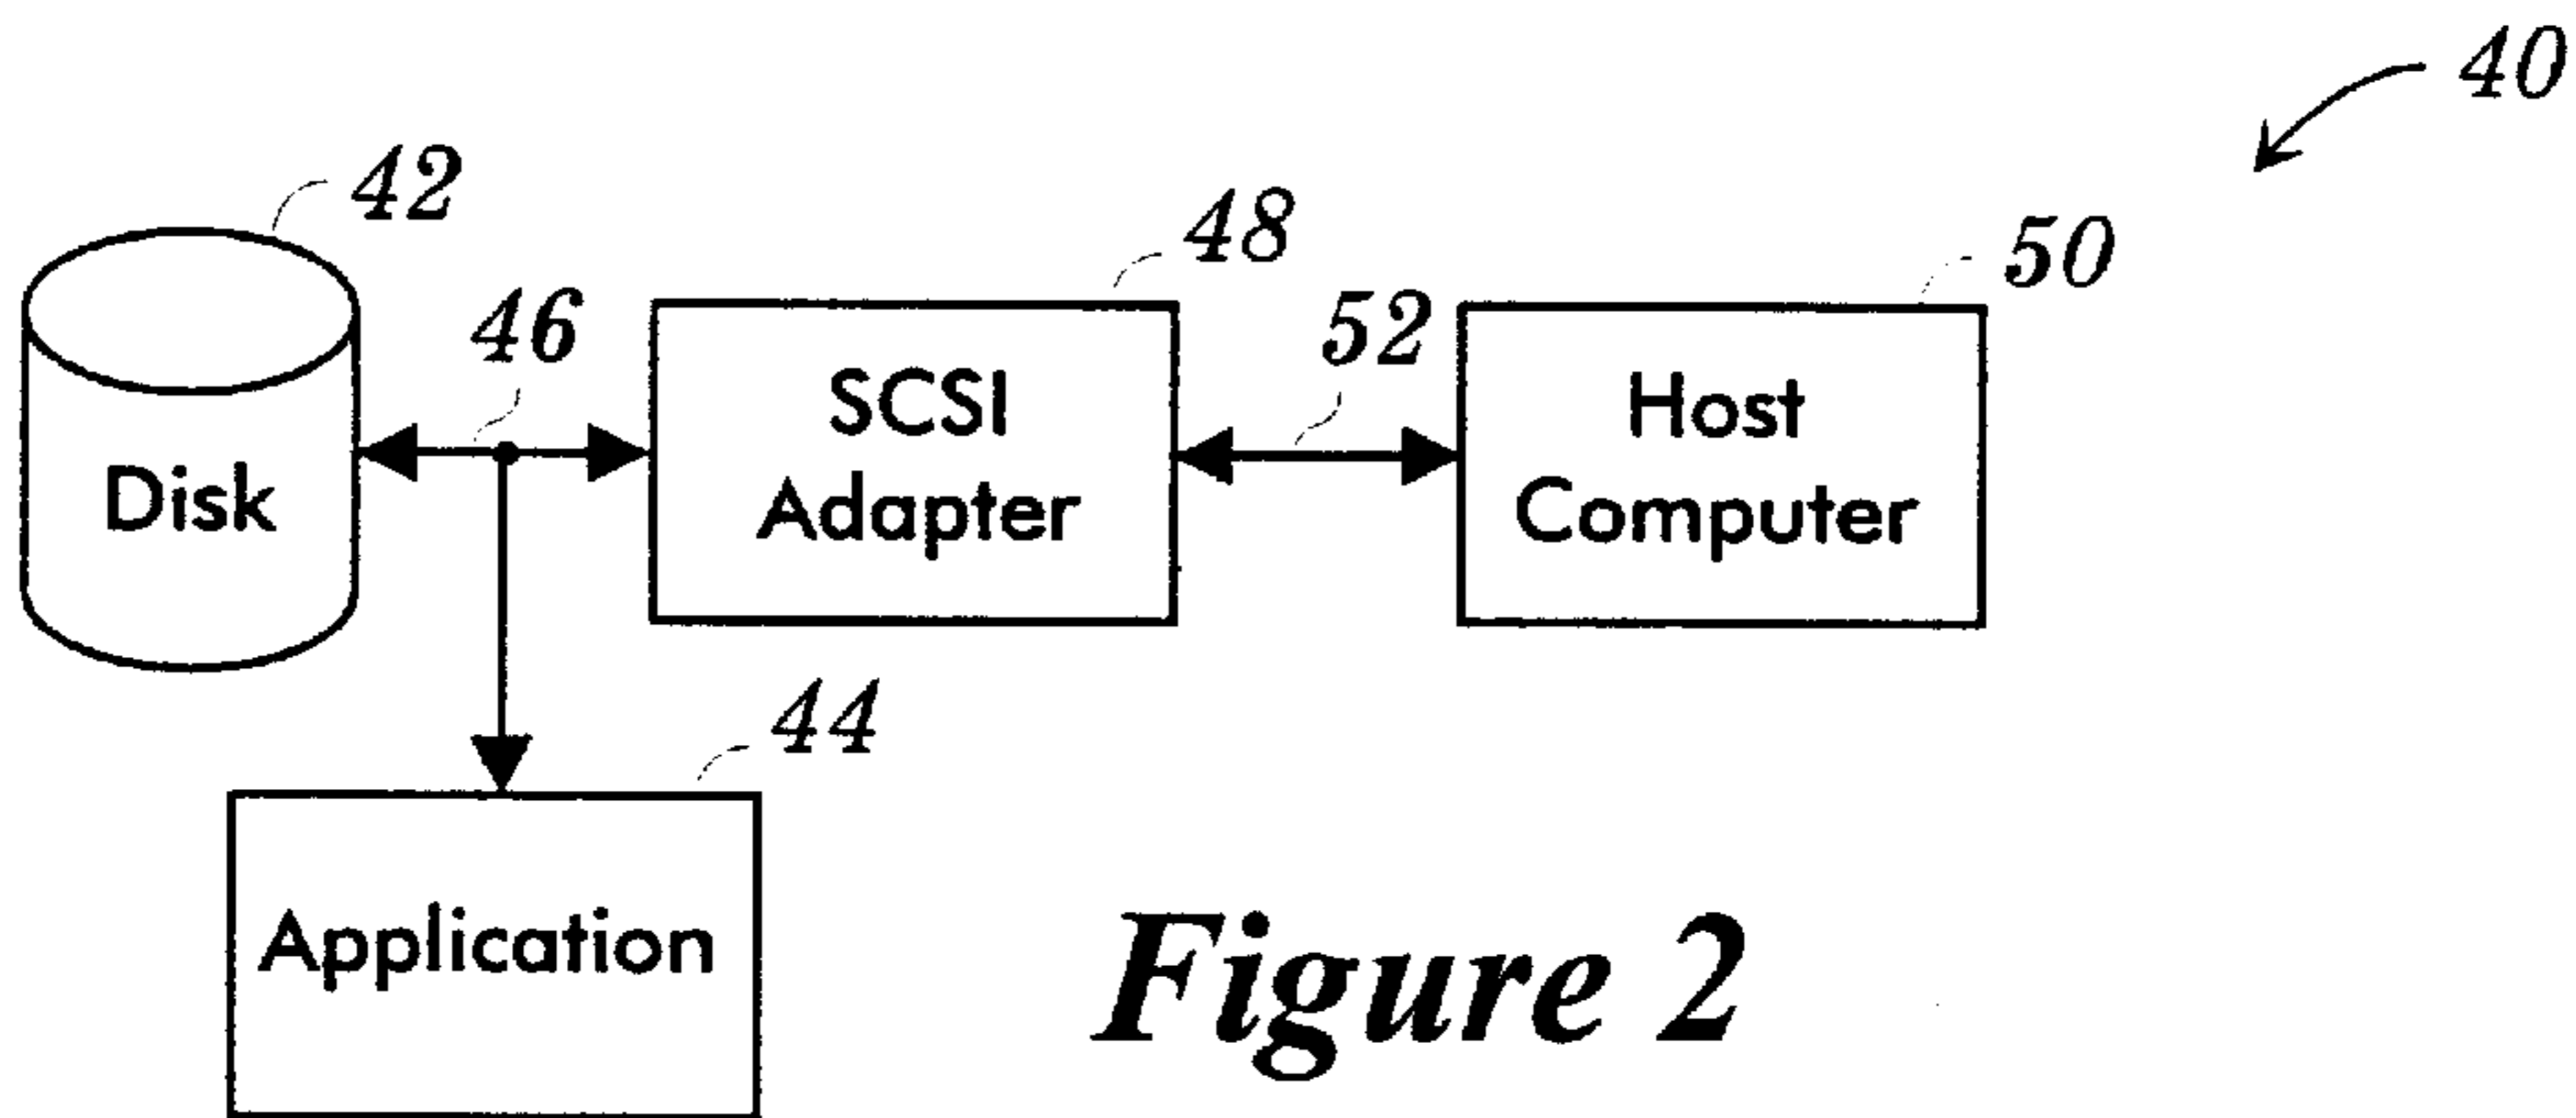 40
42
48
50
46
52
SCSI
Adapter
Host
Computer
Disk
44
Application
Figure 2